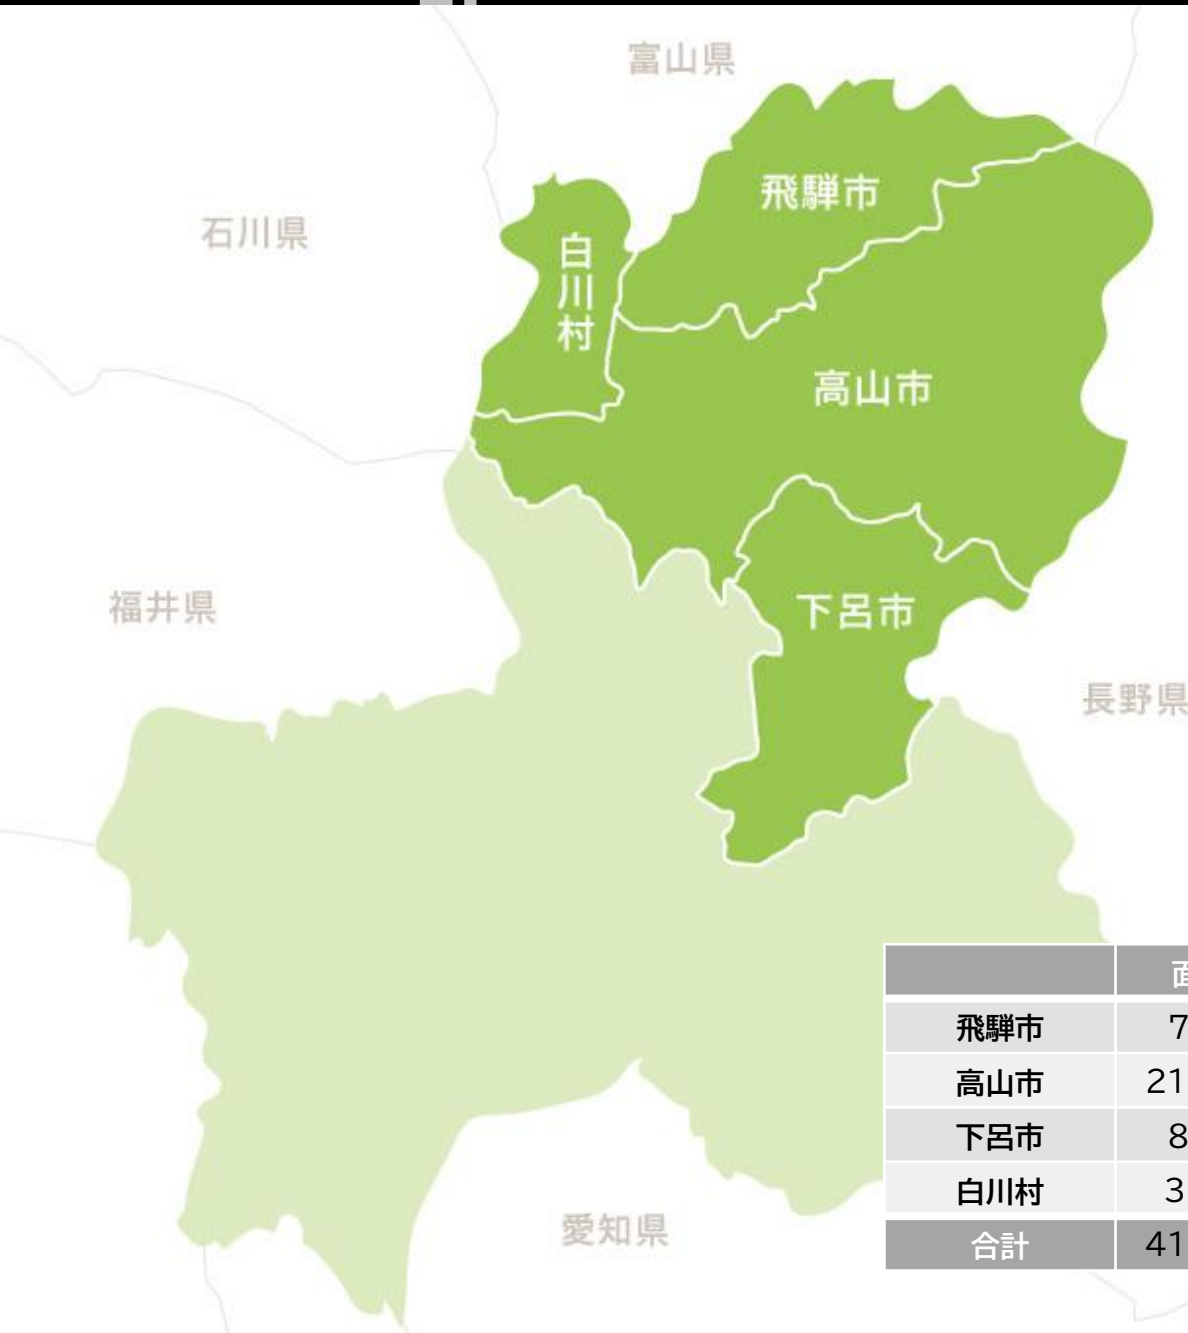 富山県
飛騨市
石川県
白川村
高山市
福井県
下呂市
長野県
愛知県
面
飛騨市 7
高山市 21
下呂市 8
白川村 3
合計 41